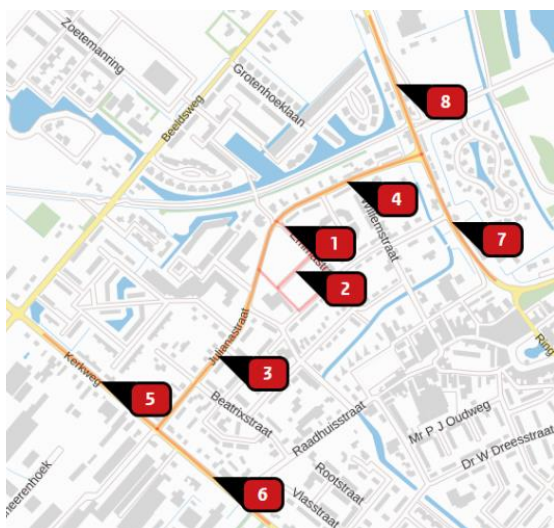 Zoetemanring
Grotenhoeklaan
Beeldsweg
8
4
Willemstraat
1
7
2
Julianastraat
3
Ring
Kerkweg
5
Beatrixstraat
Raadhuisstraat
Mr P J Oudweg
Dr W Dreesstraat
6
Rootstraat
Vlasstraat